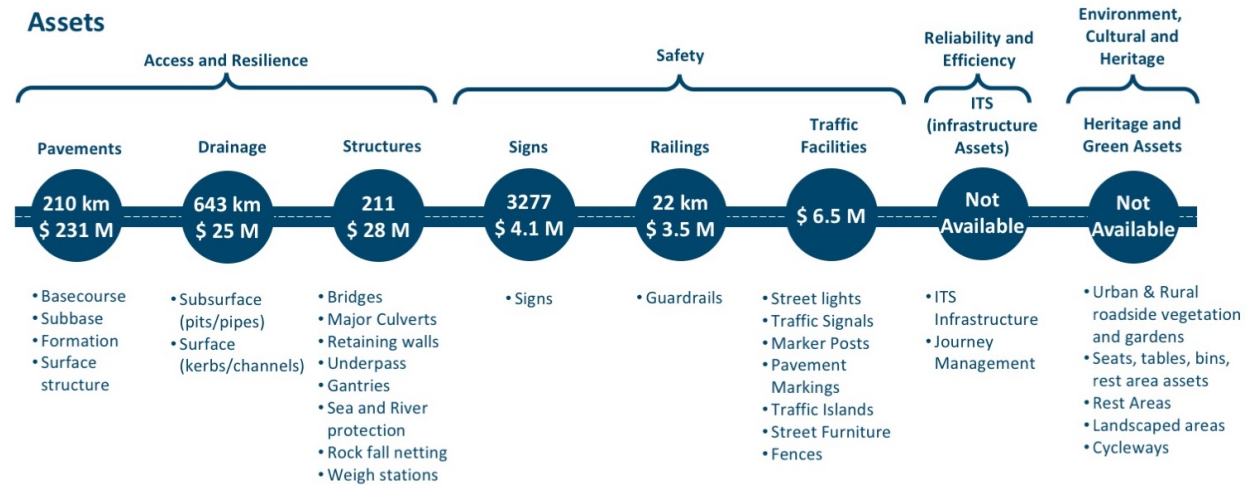 Assets
Access and Resilience
Safety
Reliability and
Efficiency
Environment,
Cultural and
Heritage
Pavements
Drainage
Structures
Signs
Railings
Traffic
Facilities
ITS
(infrastructure
Assets)
Heritage and
Green Assets
210 km
$ 231 M
643 km
$ 25 M
211
$ 28 M
3277
$ 4.1 M
22 km
$ 3.5 M
$ 6.5 M
Not
Available
Not
Available
• Basecourse
• Subbase
• Formation
• Surface
structure
• Subsurface
(pits/pipes)
• Surface
(kerbs/channels)
• Bridges
• Major Culverts
• Retaining walls
• Underpass
• Gantries
• Sea and River
protection
• Rock fall netting
• Weigh stations
• Signs
• Guardrails
• Street lights
• Traffic Signals
• Marker Posts
• Pavement
Markings
• Traffic Islands
• Street Furniture
• Fences
• ITS
Infrastructure
• Journey
Management
• Urban & Rural
roadside vegetation
and gardens
• Seats, tables, bins,
rest area assets
• Rest Areas
• Landscaped areas
• Cycleways